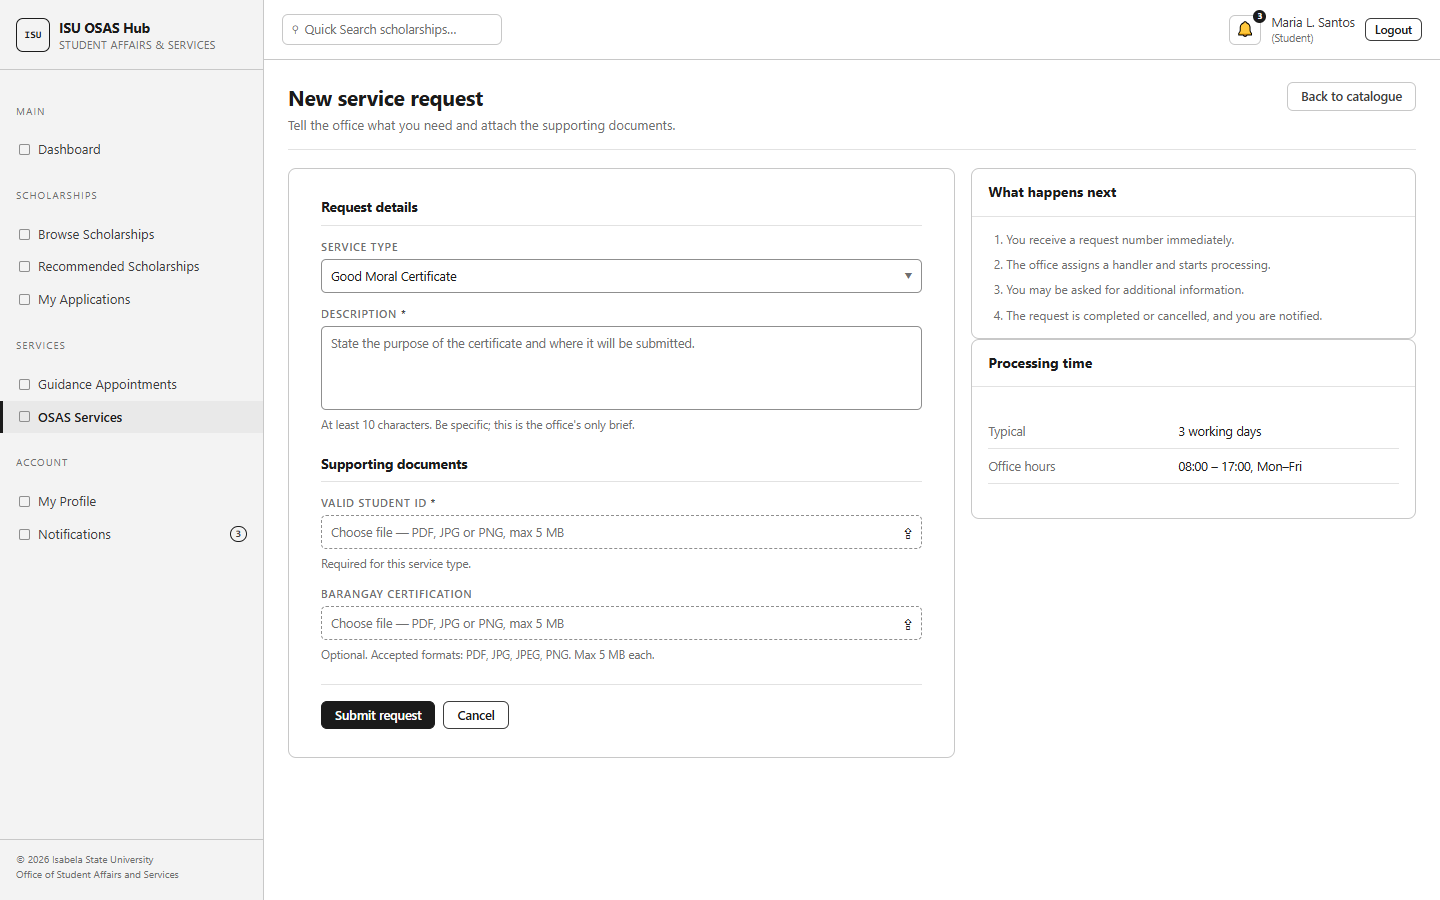 ISU
ISU OSAS Hub
STUDENT AFFAIRS & SERVICES
MAIN
Dashboard
SCHOLARSHIPS
Browse Scholarships
Recommended Scholarships
My Applications
SERVICES
Guidance Appointments
OSAS Services
ACCOUNT
My Profile
Notifications 3
© 2026 Isabela State University
Office of Student Affairs and Services
Quick Search scholarships...
3
Maria L. Santos
(Student)
Logout
New service request
Tell the office what you need and attach the supporting documents.
Back to catalogue
Request details
SERVICE TYPE
Good Moral Certificate
DESCRIPTION *
State the purpose of the certificate and where it will be submitted.
At least 10 characters. Be specific; this is the office's only brief.
Supporting documents
VALID STUDENT ID *
Choose file — PDF, JPG or PNG, max 5 MB
Required for this service type.
BARANGAY CERTIFICATION
Choose file — PDF, JPG or PNG, max 5 MB
Optional. Accepted formats: PDF, JPG, JPEG, PNG. Max 5 MB each.
Submit request
Cancel
What happens next
1. You receive a request number immediately.
2. The office assigns a handler and starts processing.
3. You may be asked for additional information.
4. The request is completed or cancelled, and you are notified.
Processing time
Typical 3 working days
Office hours 08:00 – 17:00, Mon–Fri